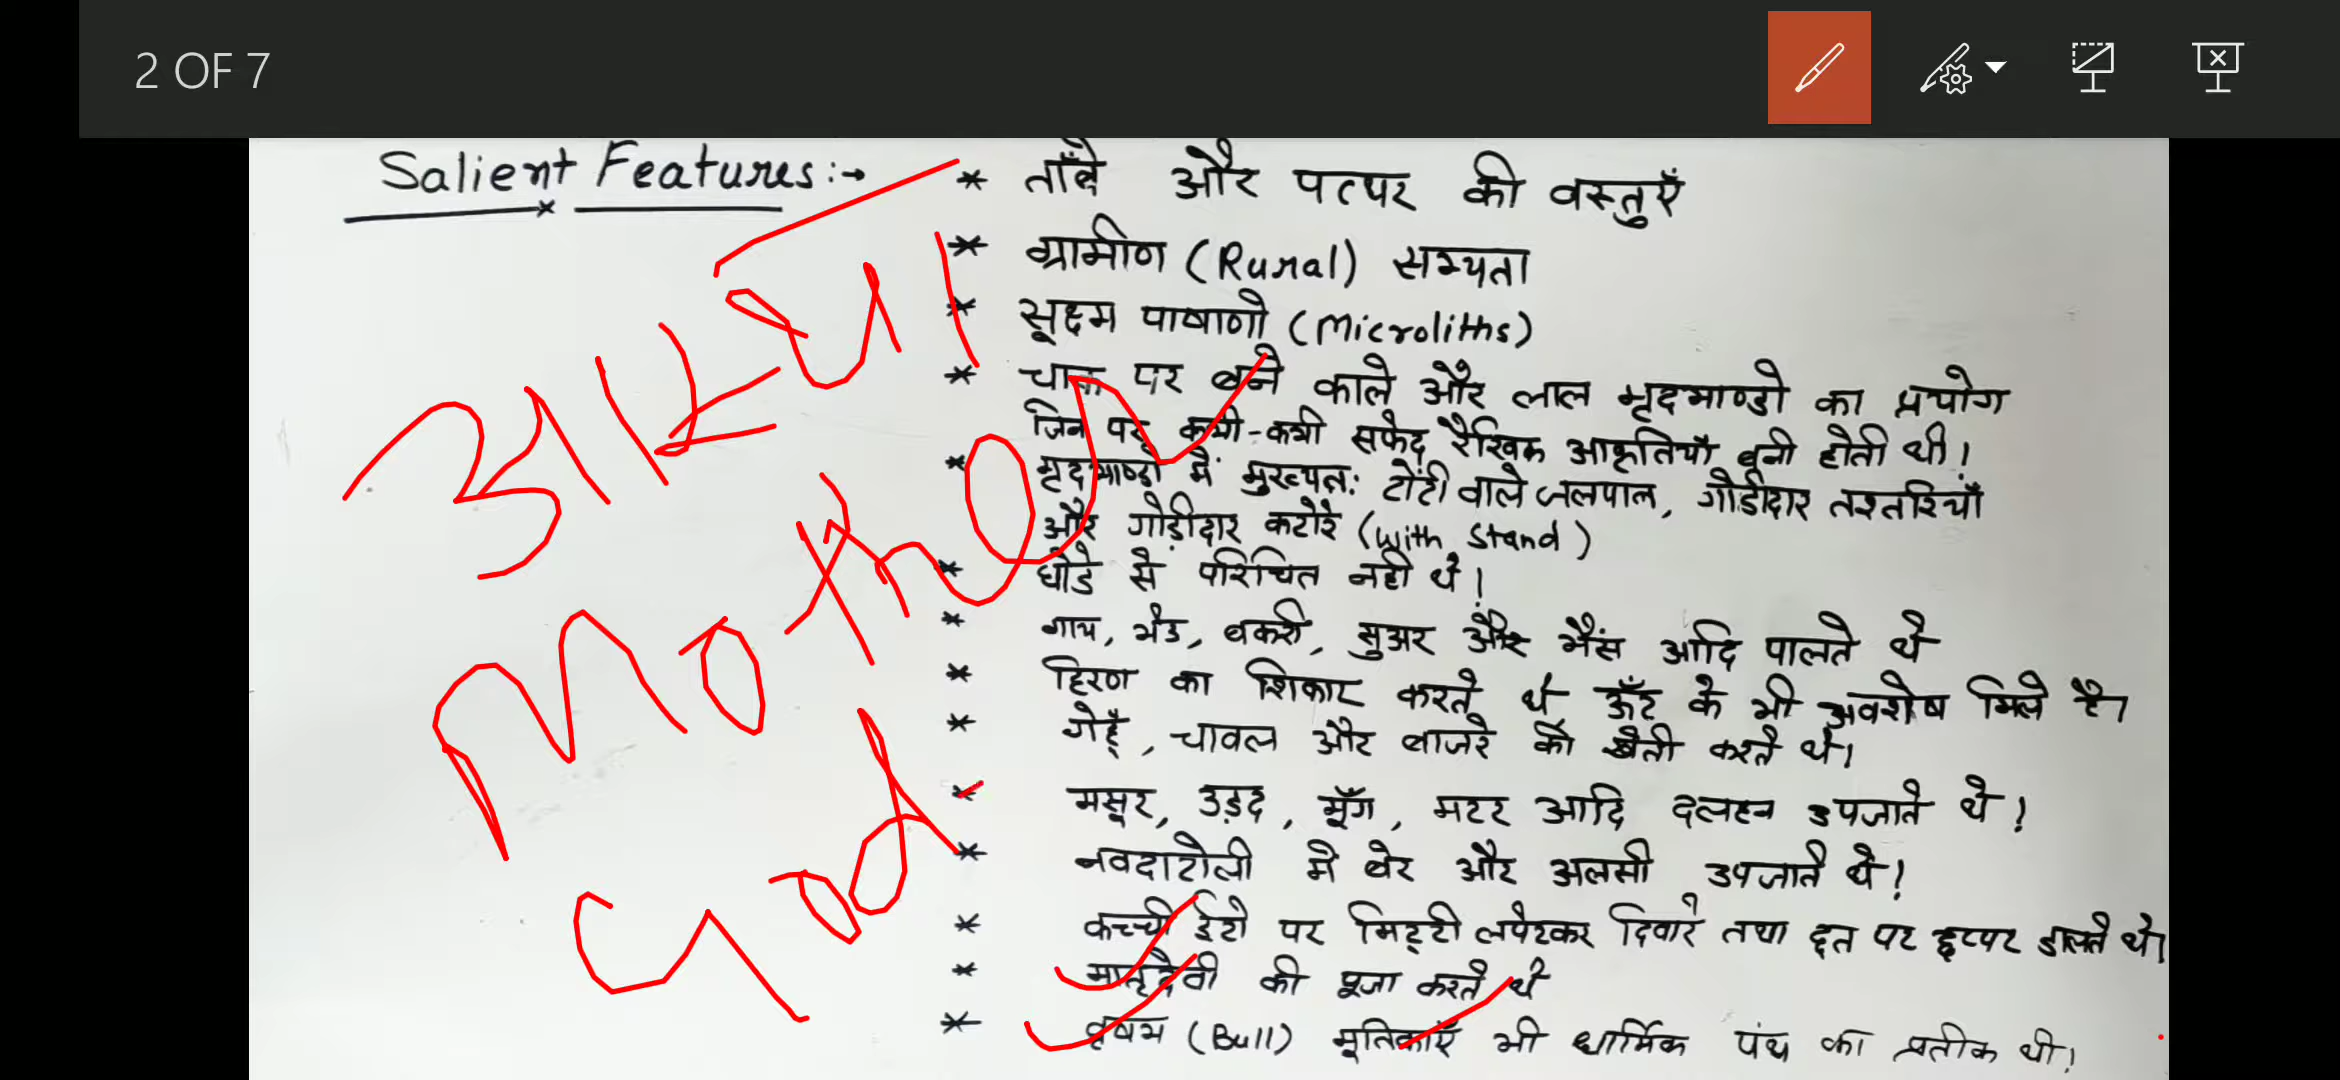 2 OF 7
Salient Features:→
* ताँबे और पत्पर की वस्तुएँ
* ग्रामीण (Rural) सभ्यता
* सूक्ष्म पाषाणो (Microliths)
* चाक पर बने काले और लाल मृदभाण्डो का प्रयोग
जिन पर कभी-कभी सफेद रैखिक आकृतियाँ बनी होती थी।
* मृदभाण्डो में मुख्यत: टोंटी वाले जलपात्र, गोडीदार तश्तरियाँ
और गोड़ीदार कटोरे (with Stand)
* घोडे से परिचित नही थे।
* गाय, भेड, बकरी, सुअर और भैंस आदि पालते थे
* हिरण का शिकार करते थे ऊँट के भी अवशेष मिले है।
* गेहूँ, चावल और बाजरे की खेती करते थे।
* मसूर, उड़द, मूँग, मटर आदि दलहन उपजाते थे।
* नवदाटोली मे बेर और अलसी उपजाते थे।
* कच्ची ईटो पर मिट्टी लपेटकर दिवारे तथा छत पर छप्पर डालते थे।
* मातृदेवी की पूजा करते थे
* वृषभ (Bull) मूर्तिकाएँ भी धार्मिक पंथ का प्रतीक थी।
Mother
God